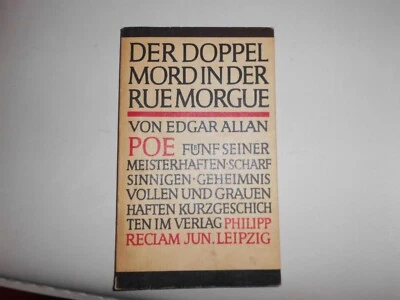 DER DOPPEL
MORD IN DER
RUE MORGUE
VON EDGAR ALLAN
POE FÜNF SEINER
MEISTERHAFTEN · SCHARF
SINNIGEN · GEHEIMNIS
VOLLEN UND GRAUEN
HAFTEN KURZGESCHICH
TEN IM VERLAG PHILIPP
RECLAM JUN. LEIPZIG